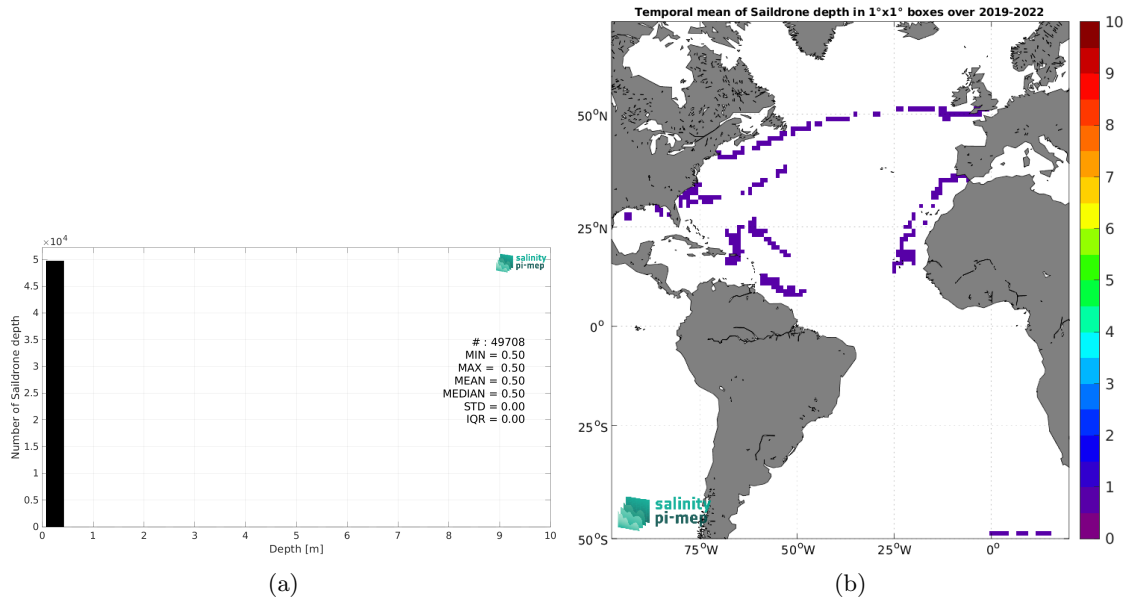 ×10⁴
5
4.5
4
3.5
3
2.5
2
1.5
1
0.5
0
Number of Saildrone depth
salinity
pi-mep
# : 49708
MIN = 0.50
MAX = 0.50
MEAN = 0.50
MEDIAN = 0.50
STD = 0.00
IQR = 0.00
0 1 2 3 4 5 6 7 8 9 10
Depth [m]
(a)
Temporal mean of Saildrone depth in 1°x1° boxes over 2019-2022
50°N
25°N
0°
25°S
50°S
75°W 50°W 25°W 0°
salinity
pi-mep
10
9
8
7
6
5
4
3
2
1
0
(b)